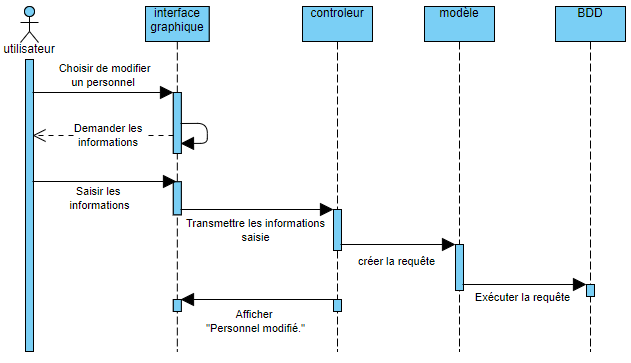 utilisateur
interface
graphique
controleur
modèle
BDD
Choisir de modifier
un personnel
Demander les
informations
Saisir les
informations
Transmettre les informations
saisie
créer la requête
Exécuter la requête
Afficher
"Personnel modifié."